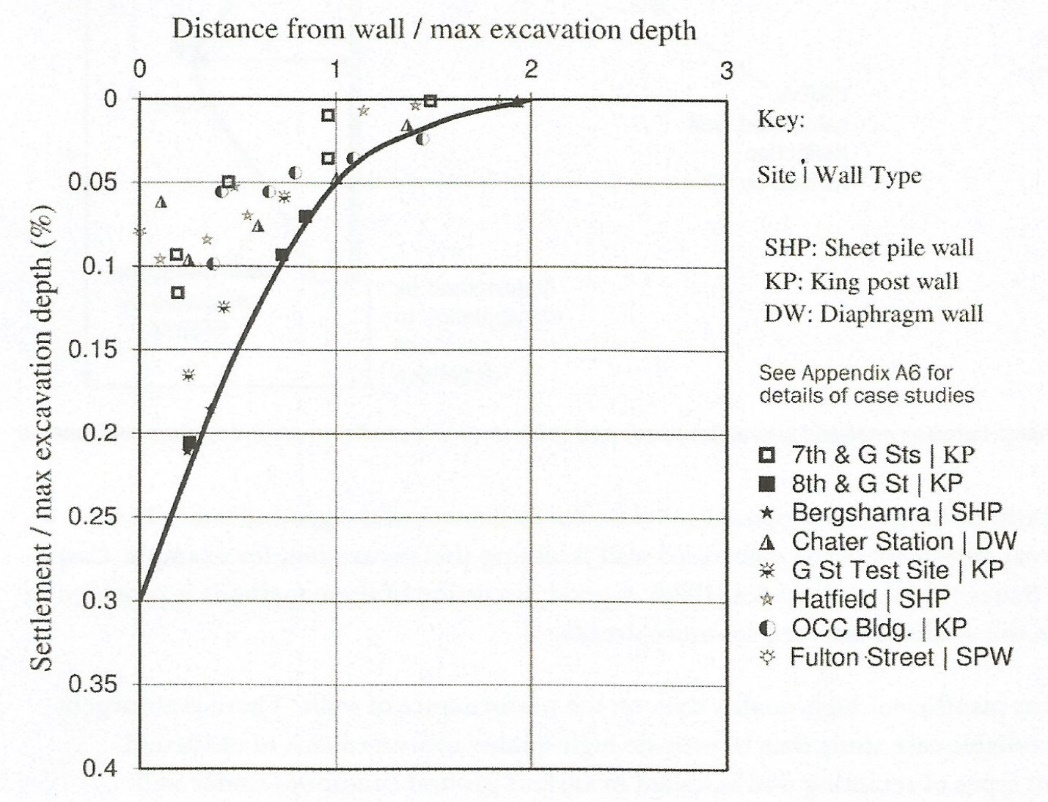 Distance from wall / max excavation depth
0 1 2 3
0
0.05
0.1
0.15
0.2
0.25
0.3
0.35
0.4
Settlement / max excavation depth (%)
Key:
Site | Wall Type
SHP: Sheet pile wall
KP: King post wall
DW: Diaphragm wall
See Appendix A6 for
details of case studies
7th & G Sts | KP
8th & G St | KP
Bergshamra | SHP
Chater Station | DW
G St Test Site | KP
Hatfield | SHP
OCC Bldg. | KP
Fulton Street | SPW